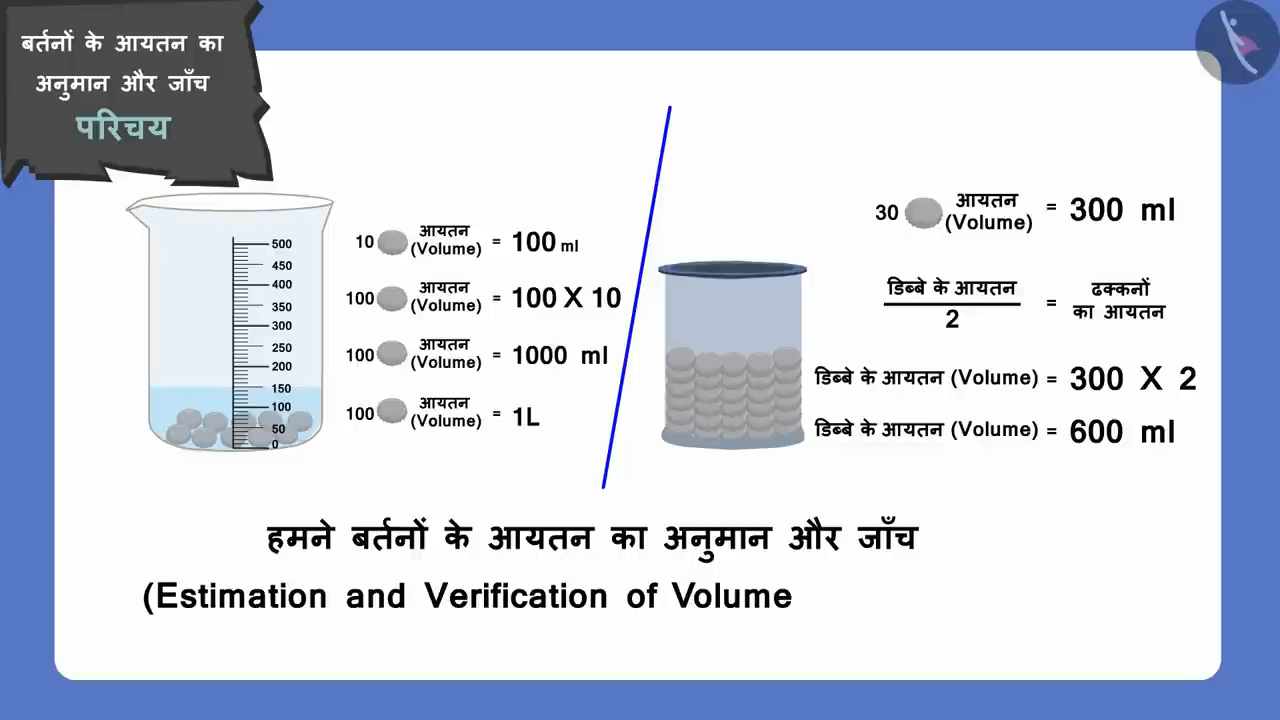 बर्तनों के आयतन का
अनुमान और जाँच
परिचय
500
450
400
350
300
250
200
150
100
50
0
10 आयतन (Volume) = 100 ml
100 आयतन (Volume) = 100 X 10
100 आयतन (Volume) = 1000 ml
100 आयतन (Volume) = 1L
30 आयतन (Volume) = 300 ml
डिब्बे के आयतन
2
= ढक्कनों
का आयतन
डिब्बे के आयतन (Volume) = 300 X 2
डिब्बे के आयतन (Volume) = 600 ml
हमने बर्तनों के आयतन का अनुमान और जाँच
(Estimation and Verification of Volume